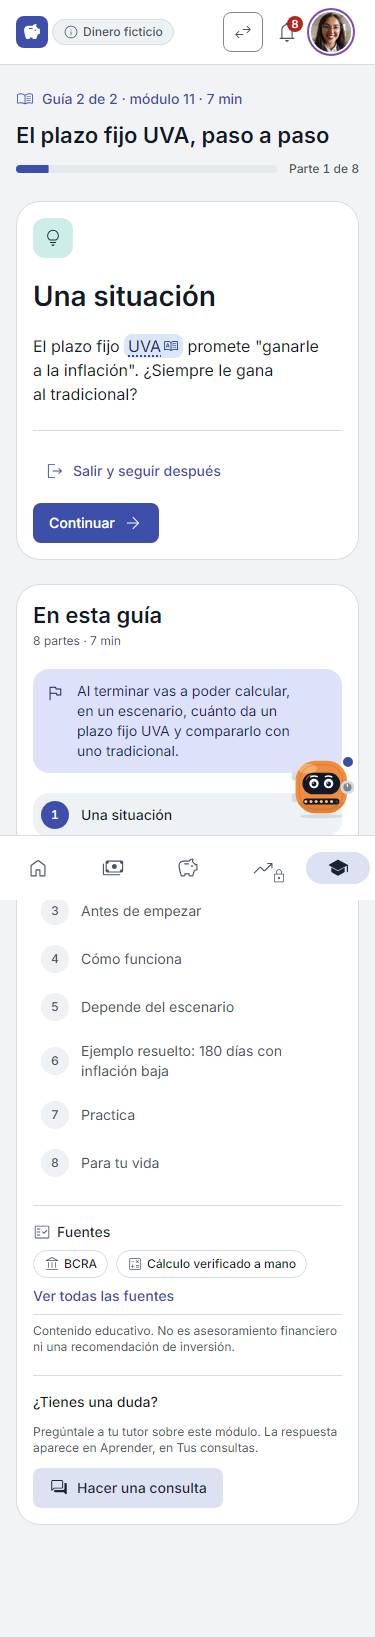 Dinero ficticio
8
Guía 2 de 2 · módulo 11 · 7 min
El plazo fijo UVA, paso a paso
Parte 1 de 8
Una situación
El plazo fijo UVA promete "ganarle
a la inflación". ¿Siempre le gana
al tradicional?
Salir y seguir después
Continuar
En esta guía
8 partes · 7 min
Al terminar vas a poder calcular,
en un escenario, cuánto da un
plazo fijo UVA y compararlo con
uno tradicional.
1 Una situación
3 Antes de empezar
4 Cómo funciona
5 Depende del escenario
6 Ejemplo resuelto: 180 días con
inflación baja
7 Practica
8 Para tu vida
Fuentes
BCRA
Cálculo verificado a mano
Ver todas las fuentes
Contenido educativo. No es asesoramiento financiero
ni una recomendación de inversión.
¿Tienes una duda?
Pregúntale a tu tutor sobre este módulo. La respuesta
aparece en Aprender, en Tus consultas.
Hacer una consulta